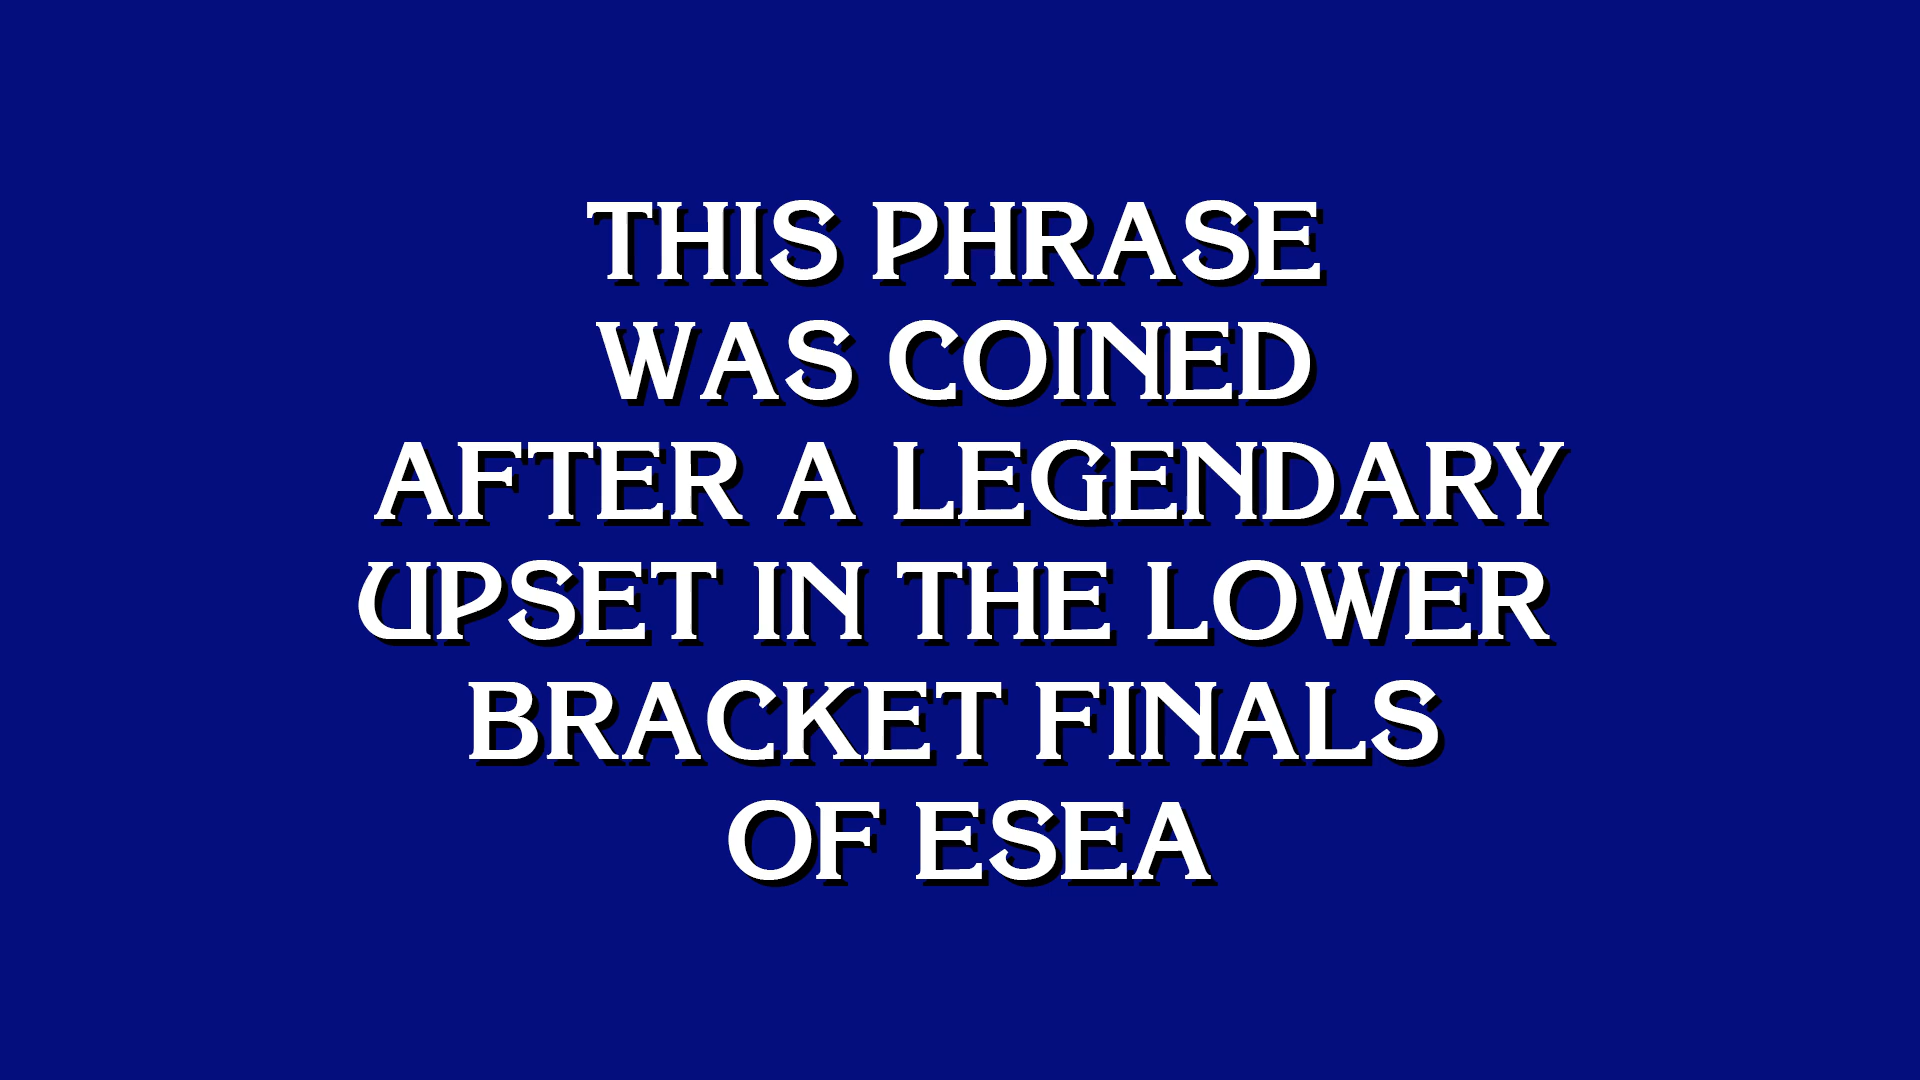 THIS PHRASE
WAS COINED
AFTER A LEGENDARY
UPSET IN THE LOWER
BRACKET FINALS
OF ESEA